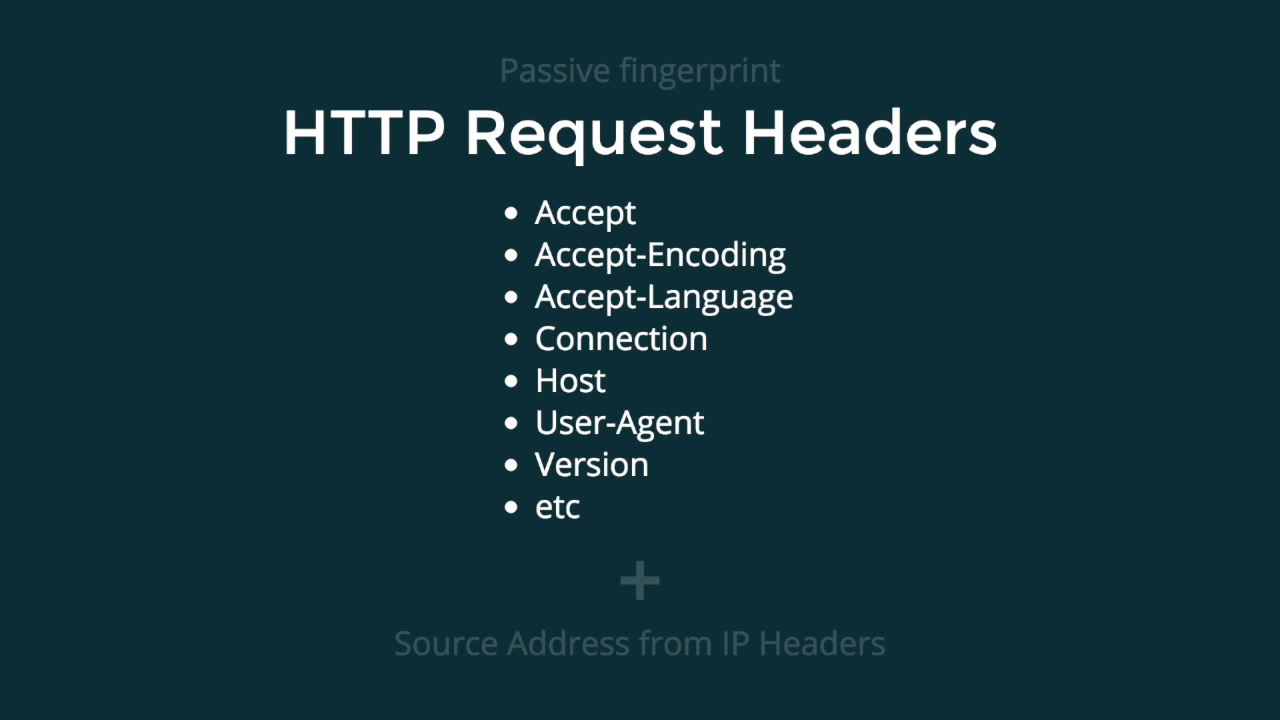 Passive fingerprint
HTTP Request Headers
• Accept
• Accept-Encoding
• Accept-Language
• Connection
• Host
• User-Agent
• Version
• etc
+
Source Address from IP Headers